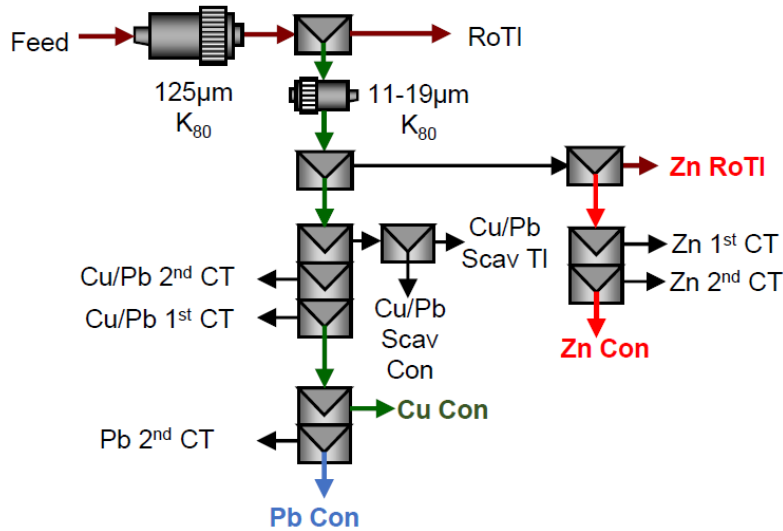 Feed
RoTl
125µm
K80
11-19µm
K80
Zn RoTl
Cu/Pb
Scav Tl
Zn 1st CT
Cu/Pb 2nd CT
Zn 2nd CT
Cu/Pb 1st CT
Cu/Pb
Scav
Con
Zn Con
Cu Con
Pb 2nd CT
Pb Con